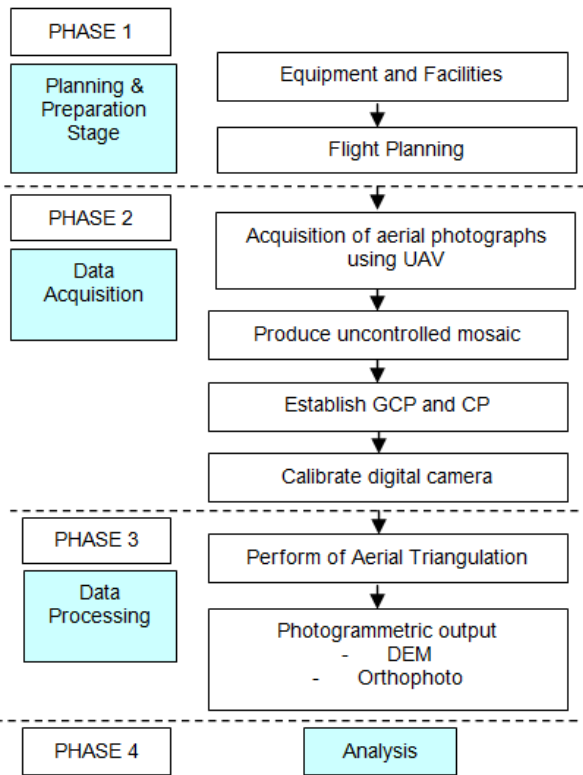 PHASE 1
Planning &
Preparation
Stage
Equipment and Facilities
Flight Planning
PHASE 2
Data
Acquisition
Acquisition of aerial photographs
using UAV
Produce uncontrolled mosaic
Establish GCP and CP
Calibrate digital camera
PHASE 3
Data
Processing
Perform of Aerial Triangulation
Photogrammetric output
- DEM
- Orthophoto
PHASE 4
Analysis